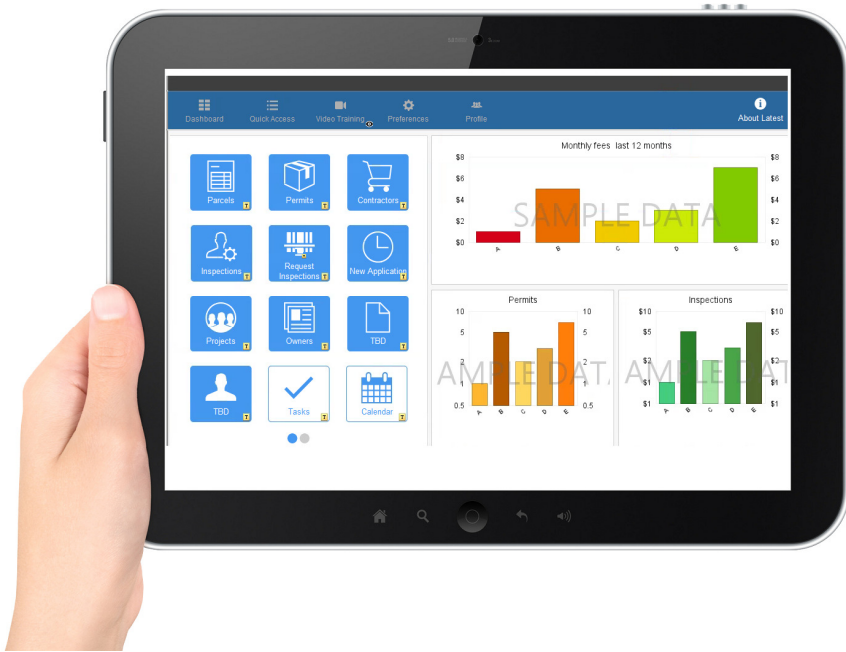 Dashboard
Quick Access
Video Training
Preferences
Profile
About Latest
Parcels
T
Permits
T
Contractors
T
Inspections
T
Request
Inspections
T
New Application
T
Projects
T
Owners
T
TBD
T
TBD
T
Tasks
T
Calendar
T
Monthly fees last 12 months
$8
$6
$4
$2
$0
$8
$6
$4
$2
$0
A
B
C
D
E
SAMPLE DATA
Permits
10
5
2
1
0.5
10
5
2
1
0.5
A
B
C
D
E
AMPLE DAT
Inspections
$10
$5
$2
$1
$1
$10
$5
$2
$1
$1
A
B
C
D
E
AMPLE DAT